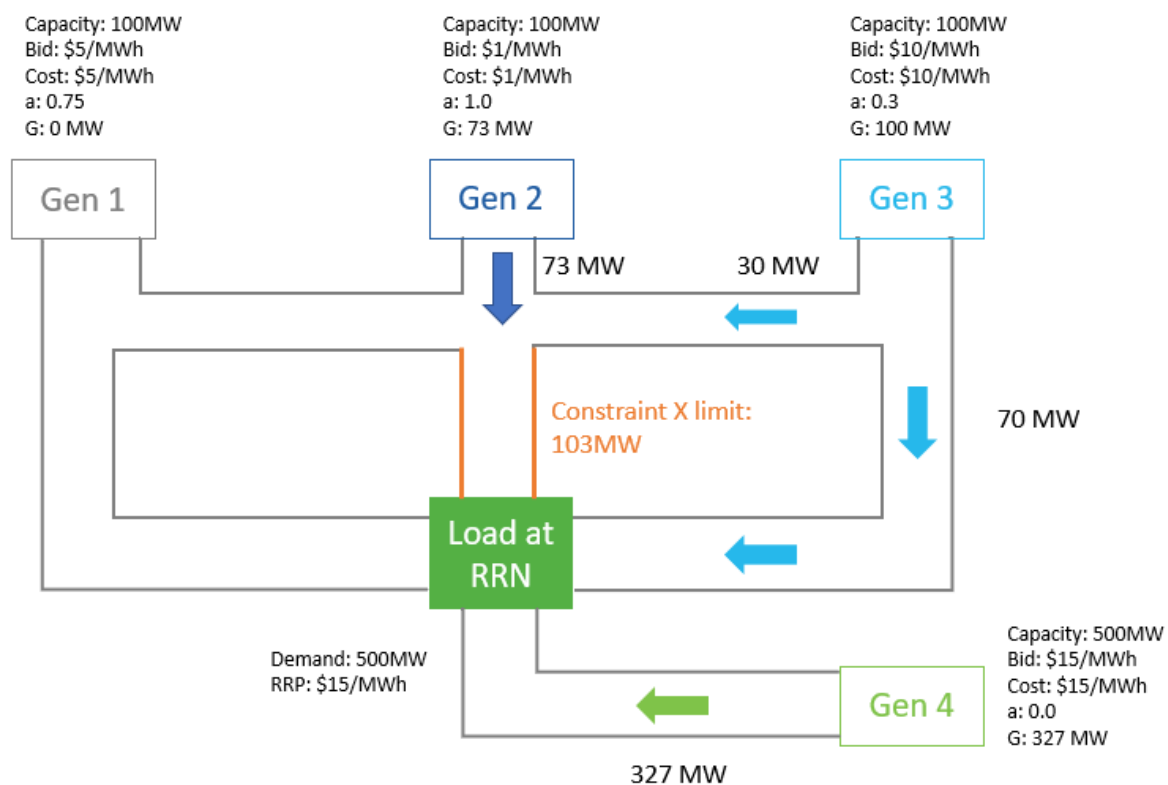 Capacity: 100MW
Bid: $5/MWh
Cost: $5/MWh
a: 0.75
G: 0 MW
Capacity: 100MW
Bid: $1/MWh
Cost: $1/MWh
a: 1.0
G: 73 MW
Capacity: 100MW
Bid: $10/MWh
Cost: $10/MWh
a: 0.3
G: 100 MW
Gen 1
Gen 2
Gen 3
73 MW
30 MW
Constraint X limit:
103MW
70 MW
Load at
RRN
Demand: 500MW
RRP: $15/MWh
Capacity: 500MW
Bid: $15/MWh
Cost: $15/MWh
a: 0.0
G: 327 MW
Gen 4
327 MW